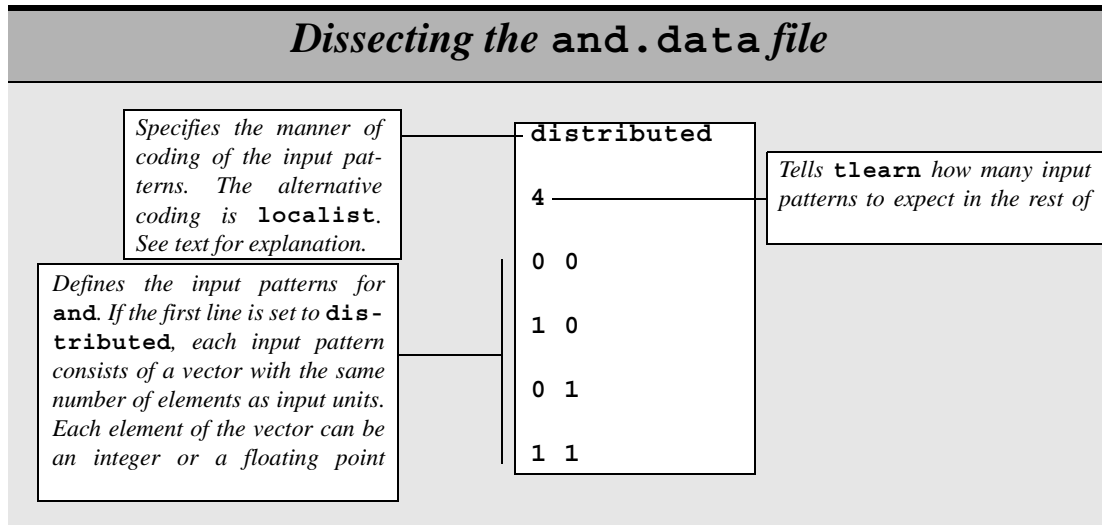 Dissecting the and.data file
Specifies the manner of
coding of the input pat-
terns. The alternative
coding is localist.
See text for explanation.
distributed
Tells tlearn how many input
patterns to expect in the rest of
4
Defines the input patterns for
and. If the first line is set to dis-
tributed, each input pattern
consists of a vector with the same
number of elements as input units.
Each element of the vector can be
an integer or a floating point
0 0
1 0
0 1
1 1